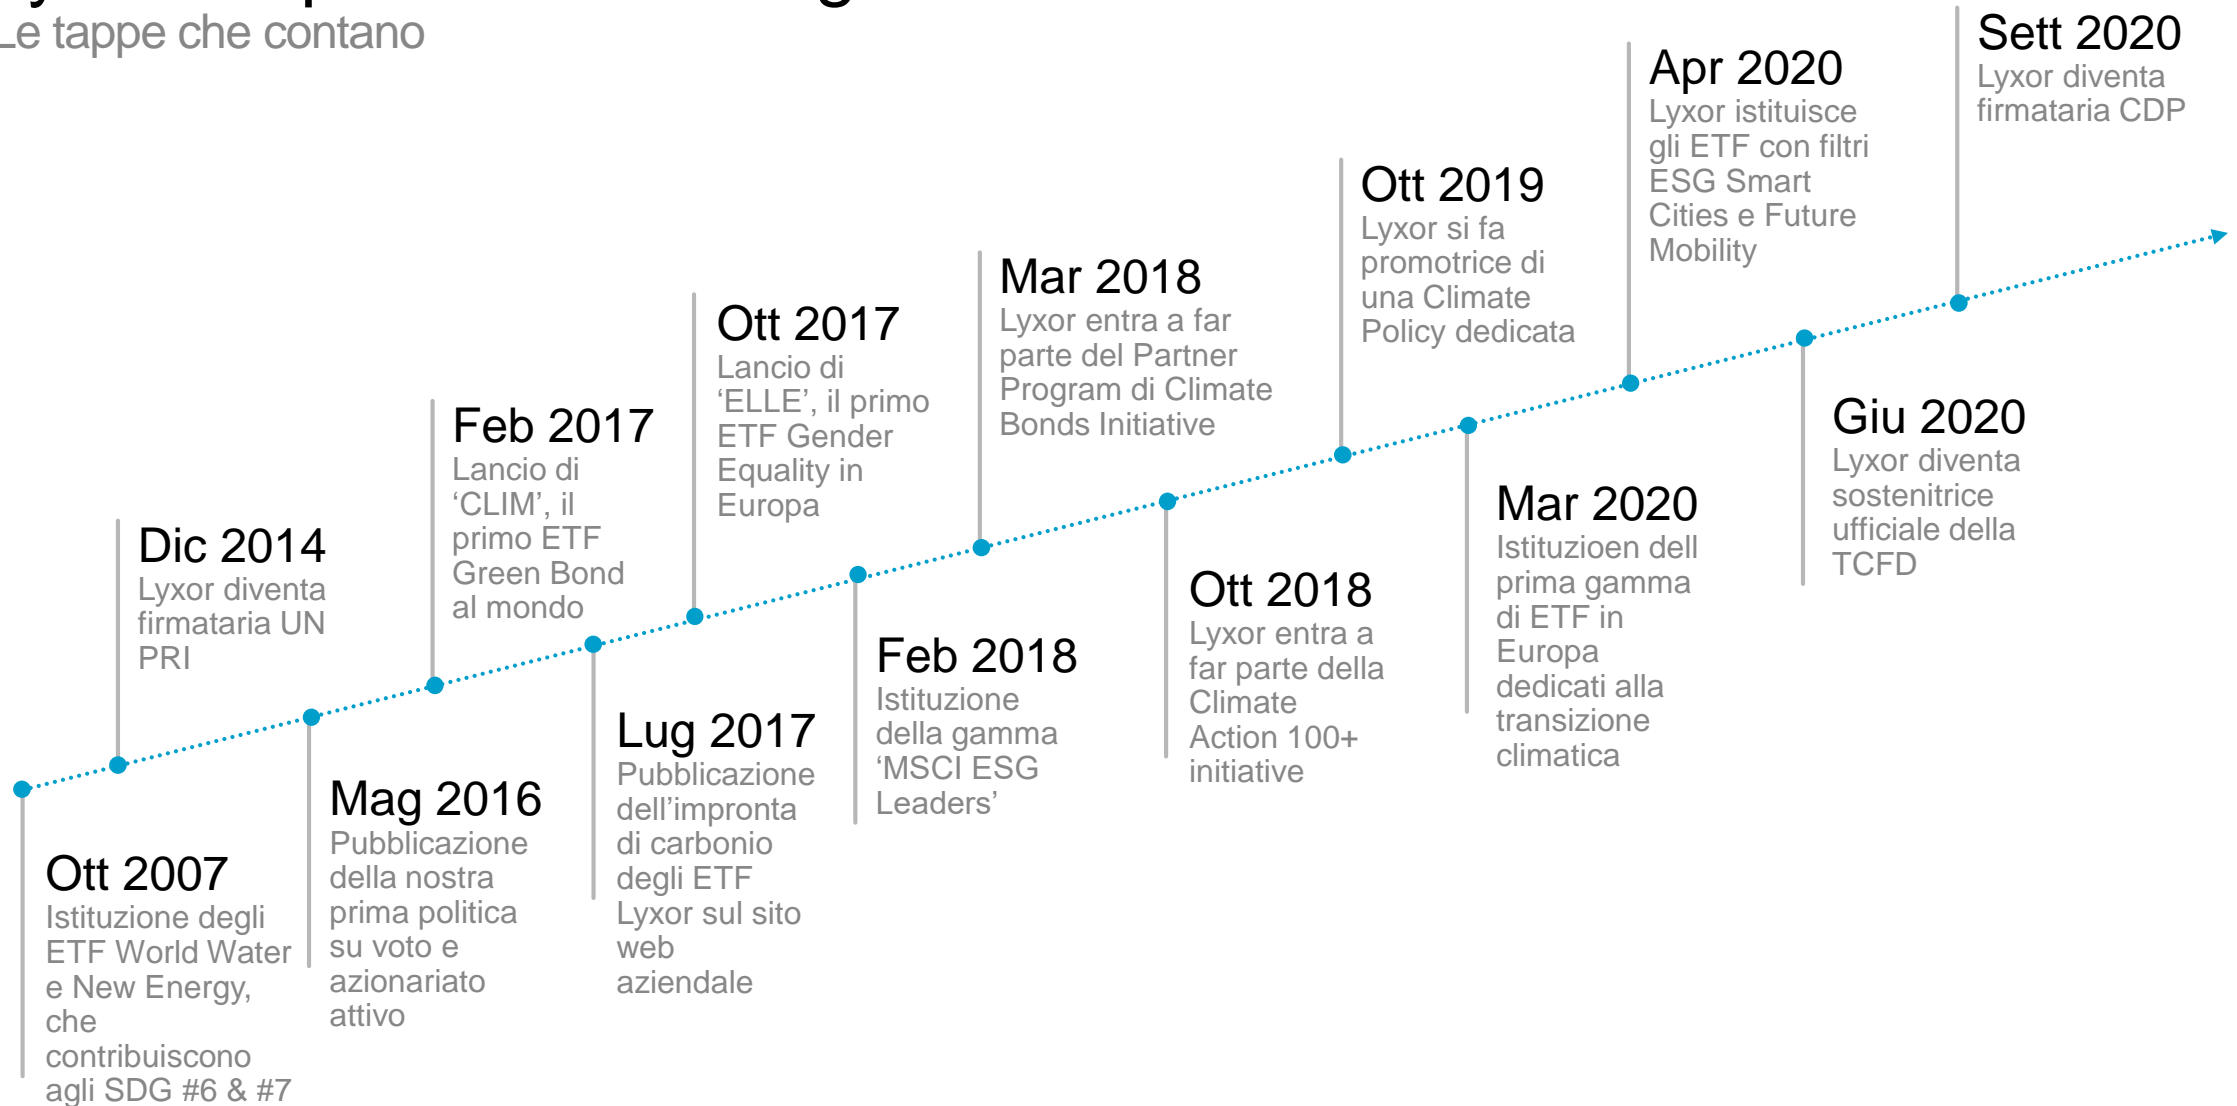 Le tappe che contano
Sett 2020
Lyxor diventa
firmataria CDP
Apr 2020
Lyxor istituisce
gli ETF con filtri
ESG Smart
Cities e Future
Mobility
Ott 2019
Lyxor si fa
promotrice di
una Climate
Policy dedicata
Mar 2018
Lyxor entra a far
parte del Partner
Program di Climate
Bonds Initiative
Ott 2017
Lancio di
‘ELLE’, il primo
ETF Gender
Equality in
Europa
Feb 2017
Lancio di
‘CLIM’, il
primo ETF
Green Bond
al mondo
Dic 2014
Lyxor diventa
firmataria UN
PRI
Giu 2020
Lyxor diventa
sostenitrice
ufficiale della
TCFD
Mar 2020
Istituzioen dell
prima gamma
di ETF in
Europa
dedicati alla
transizione
climatica
Ott 2018
Lyxor entra a
far parte della
Climate
Action 100+
initiative
Feb 2018
Istituzione
della gamma
‘MSCI ESG
Leaders’
Lug 2017
Pubblicazione
dell’impronta
di carbonio
degli ETF
Lyxor sul sito
web
aziendale
Mag 2016
Pubblicazione
della nostra
prima politica
su voto e
azionariato
attivo
Ott 2007
Istituzione degli
ETF World Water
e New Energy,
che
contribuiscono
agli SDG #6 & #7